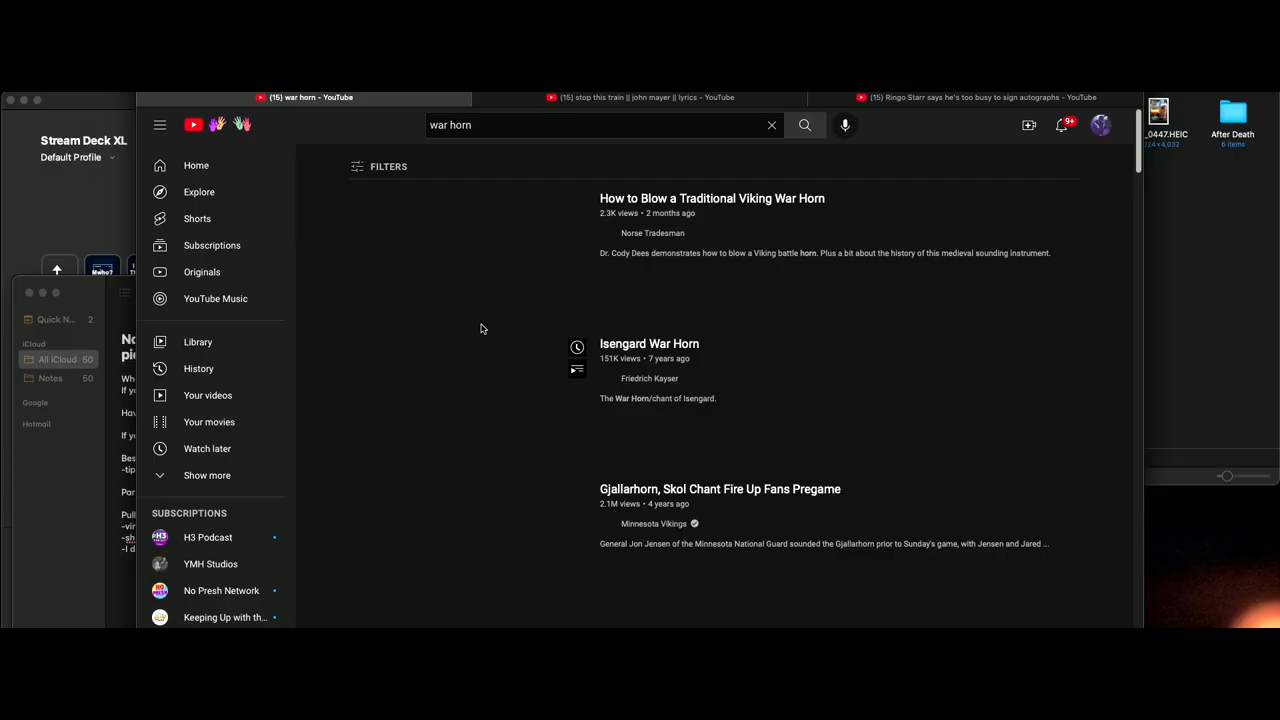 (15) war horn - YouTube
(15) stop this train || john mayer || lyrics - YouTube
(15) Ringo Starr says he's too busy to sign autographs - YouTube
Stream Deck XL
Default Profile
war horn
9+
_0447.HEIC
After Death
6 items
FILTERS
Home
Explore
Shorts
Subscriptions
Originals
YouTube Music
Library
History
Your videos
Your movies
Watch later
Show more
SUBSCRIPTIONS
H3 Podcast
YMH Studios
No Presh Network
Keeping Up with th...
How to Blow a Traditional Viking War Horn
2.3K views • 2 months ago
Norse Tradesman
Dr. Cody Dees demonstrates how to blow a Viking battle horn. Plus a bit about the history of this medieval sounding instrument.
Isengard War Horn
151K views • 7 years ago
Friedrich Kayser
The War Horn/chant of Isengard.
Gjallarhorn, Skol Chant Fire Up Fans Pregame
2.1M views • 4 years ago
Minnesota Vikings
General Jon Jensen of the Minnesota National Guard sounded the Gjallarhorn prior to Sunday's game, with Jensen and Jared ...
Quick N... 2
iCloud
All iCloud 50
Notes 50
Google
Hotmail